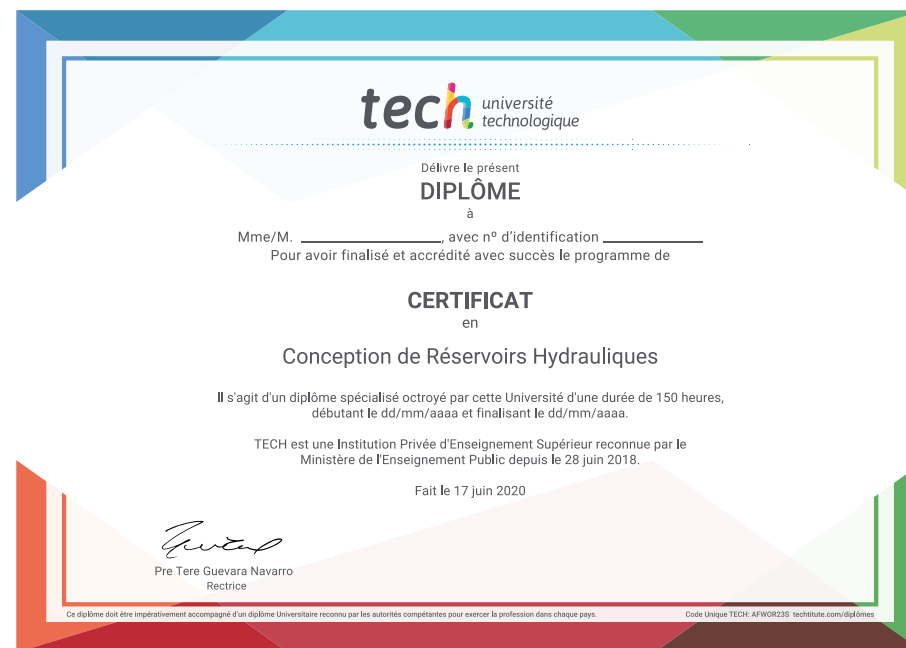 tech université
technologique
Délivre le présent
DIPLÔME
à
Mme/M. ____________________, avec nº d'identification ______________
Pour avoir finalisé et accrédité avec succès le programme de
CERTIFICAT
en
Conception de Réservoirs Hydrauliques
Il s'agit d'un diplôme spécialisé octroyé par cette Université d'une durée de 150 heures,
débutant le dd/mm/aaaa et finalisant le dd/mm/aaaa.
TECH est une Institution Privée d'Enseignement Supérieur reconnue par le
Ministère de l'Enseignement Public depuis le 28 juin 2018.
Fait le 17 juin 2020
Pre Tere Guevara Navarro
Rectrice
Ce diplôme doit être impérativement accompagné d'un diplôme Universitaire reconnu par les autorités compétantes pour exercer la profession dans chaque pays.
Code Unique TECH: AFWOR23S techtitute.com/diplômes